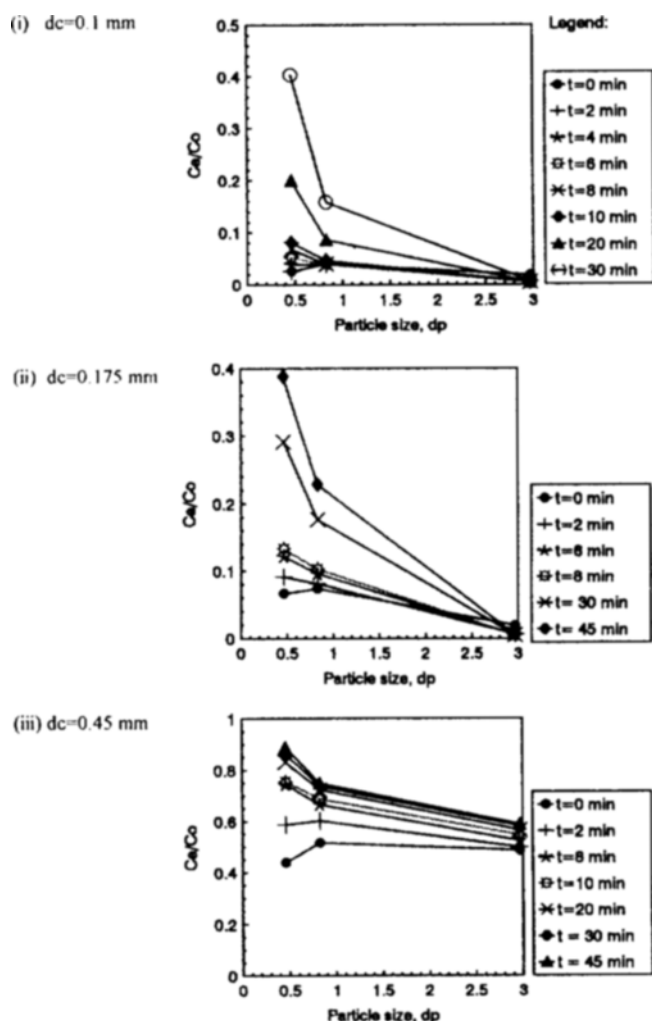 (i) dc=0.1 mm
Legend:
0.5
0.4
0.3
0.2
0.1
0
Ca/Co
0 0.5 1 1.5 2 2.5 3
Particle size, dp
t=0 min
t=2 min
t=4 min
t=6 min
t=8 min
t=10 min
t=20 min
t=30 min
(ii) dc=0.175 mm
0.4
0.3
0.2
0.1
0
Ca/Co
0 0.5 1 1.5 2 2.5 3
Particle size, dp
t=0 min
t=2 min
t=6 min
t=8 min
t= 30 min
t= 45 min
(iii) dc=0.45 mm
1
0.8
0.6
0.4
0.2
0
Ca/Co
0 0.5 1 1.5 2 2.5 3
Particle size, dp
t=0 min
t=2 min
t=8 min
t=10 min
t=20 min
t = 30 min
t = 45 min